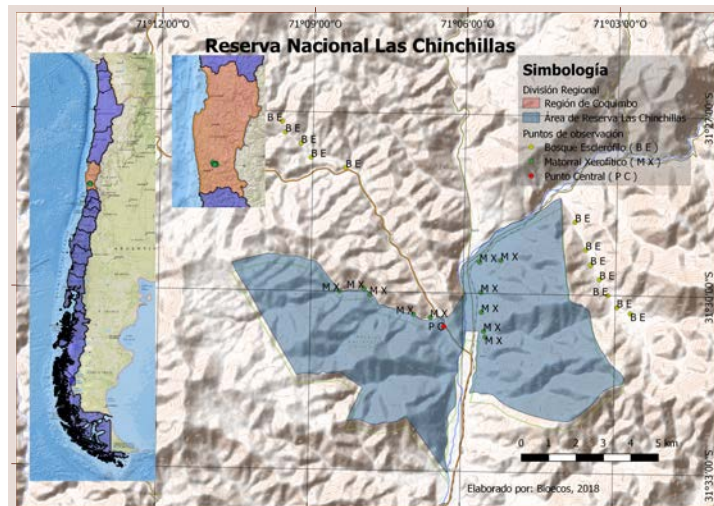 71°12'00"O 71°09'00"O 71°06'00"O 71°03'00"O
Reserva Nacional Las Chinchillas
Simbología
División Regional
Región de Coquimbo
Área de Reserva Las Chinchillas
Puntos de observación
Bosque Esclerófilo ( B E )
Matorral Xerofítico ( M X )
Punto Central ( P C )
31°27'00"O
B E
B E
B E
B E
B E
B E
B E
B E
B E
B E
B E
M X M X
M X M X M X
M X
31°30'00"O
M X M X
M X
P C
M X
M X
0 1 2 3 4 5 km
Elaborado por: Bioecos, 2018
31°33'00"O